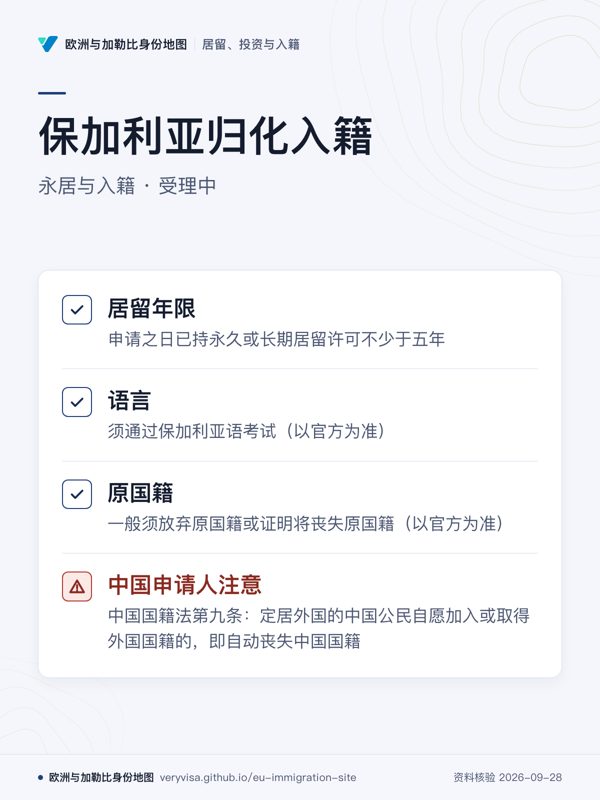 欧洲与加勒比身份地图 居留、投资与入籍
保加利亚归化入籍
永居与入籍 · 受理中
居留年限
申请之日已持永久或长期居留许可不少于五年
语言
须通过保加利亚语考试（以官方为准）
原国籍
一般须放弃原国籍或证明将丧失原国籍（以官方为准）
中国申请人注意
中国国籍法第九条：定居外国的中国公民自愿加入或取得
外国国籍的，即自动丧失中国国籍
欧洲与加勒比身份地图 veryvisa.github.io/eu-immigration-site 资料核验 2026-09-28